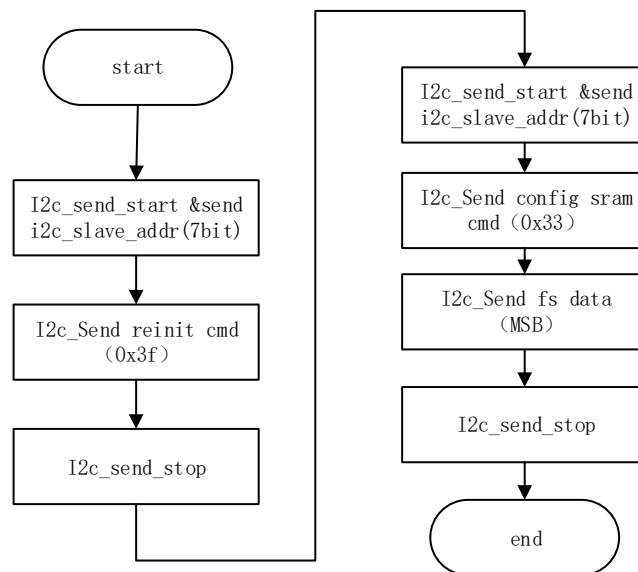 start
I2c_send_start &send
i2c_slave_addr(7bit)
I2c_Send reinit cmd
（0x3f）
I2c_send_stop
I2c_send_start &send
i2c_slave_addr(7bit)
I2c_Send config sram
cmd（0x33）
I2c_Send fs data
（MSB）
I2c_send_stop
end